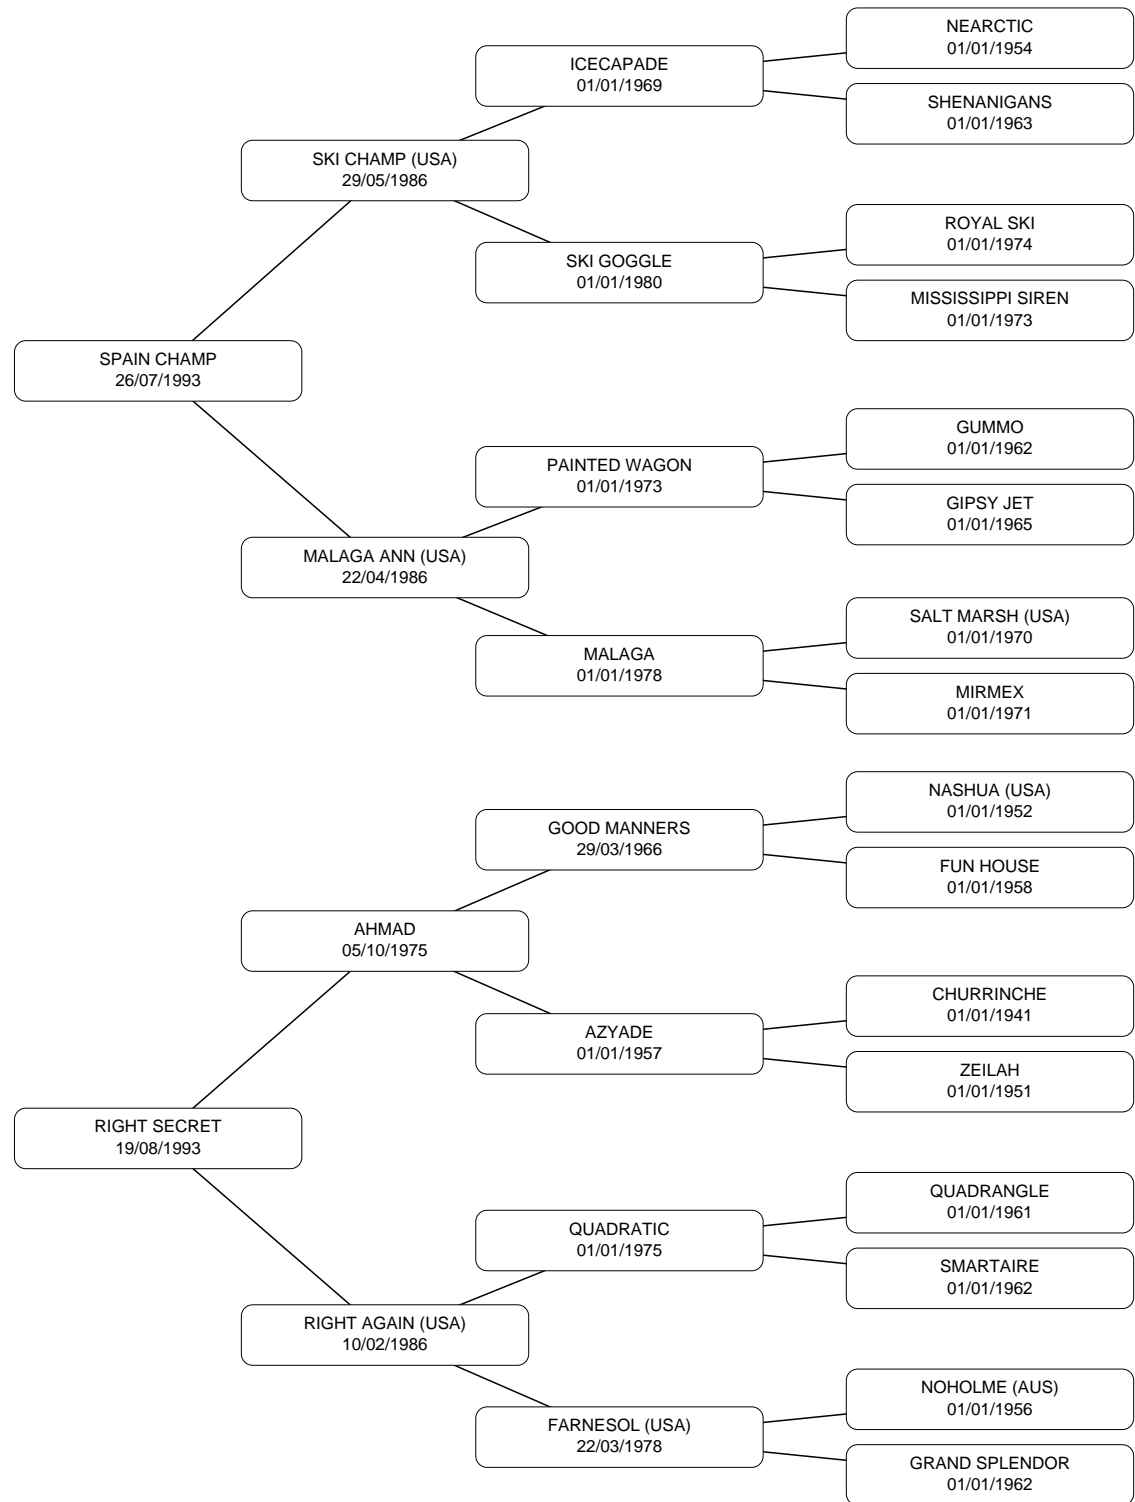 NEARCTIC
01/01/1954
ICECAPADE
01/01/1969
SHENANIGANS
01/01/1963
SKI CHAMP (USA)
29/05/1986
ROYAL SKI
01/01/1974
SKI GOGGLE
01/01/1980
MISSISSIPPI SIREN
01/01/1973
SPAIN CHAMP
26/07/1993
GUMMO
01/01/1962
PAINTED WAGON
01/01/1973
GIPSY JET
01/01/1965
MALAGA ANN (USA)
22/04/1986
SALT MARSH (USA)
01/01/1970
MALAGA
01/01/1978
MIRMEX
01/01/1971
NASHUA (USA)
01/01/1952
GOOD MANNERS
29/03/1966
FUN HOUSE
01/01/1958
AHMAD
05/10/1975
CHURRINCHE
01/01/1941
AZYADE
01/01/1957
ZEILAH
01/01/1951
RIGHT SECRET
19/08/1993
QUADRANGLE
01/01/1961
QUADRATIC
01/01/1975
SMARTAIRE
01/01/1962
RIGHT AGAIN (USA)
10/02/1986
NOHOLME (AUS)
01/01/1956
FARNESOL (USA)
22/03/1978
GRAND SPLENDOR
01/01/1962